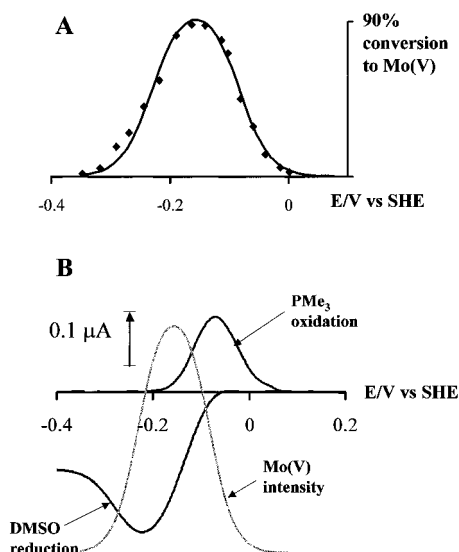 A
90%
conversion
to Mo(V)
-0.4
-0.2
0
E/V vs SHE
B
PMe3
oxidation
0.1 μA
E/V vs SHE
-0.4
-0.2
0
0.2
Mo(V)
intensity
DMSO
reduction